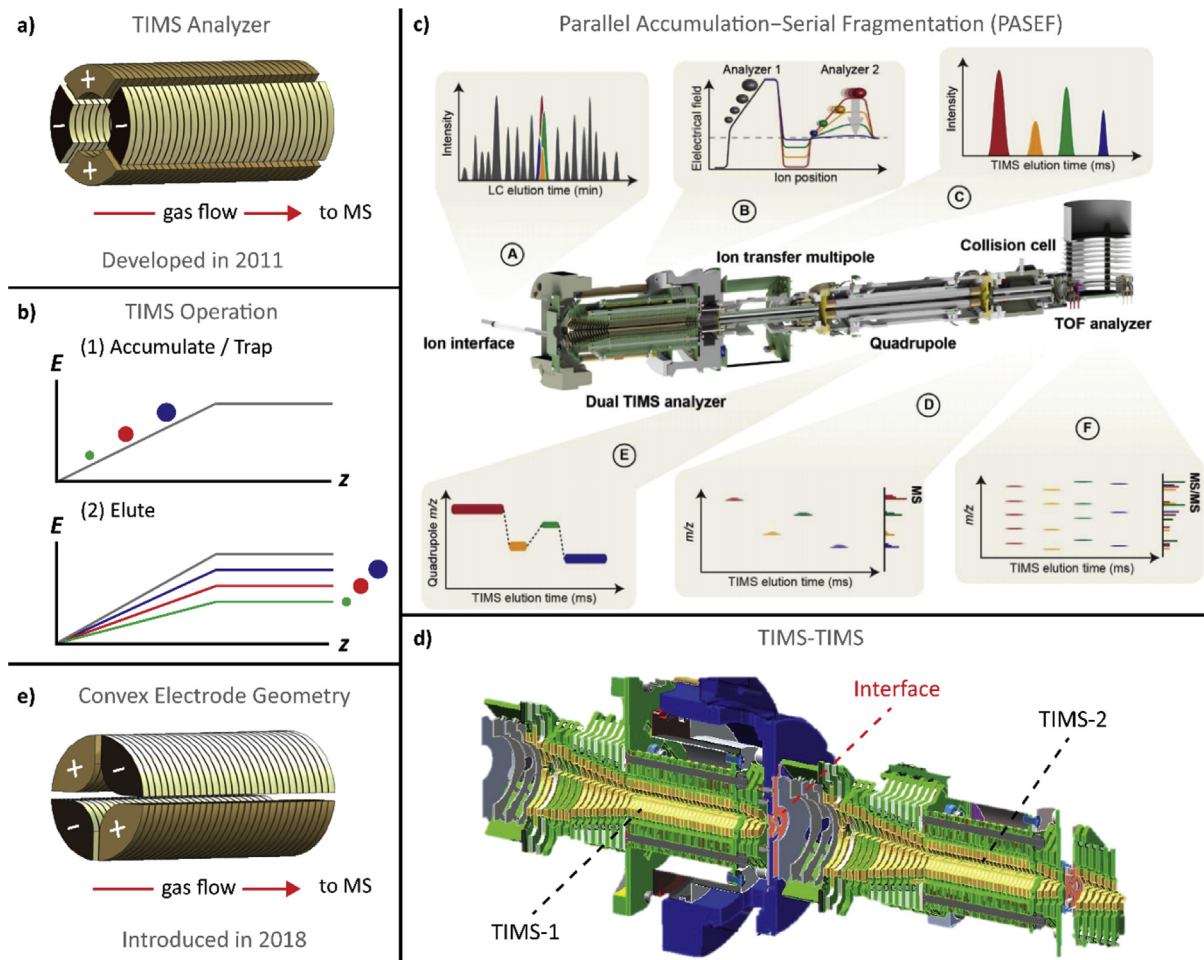 a)
TIMS Analyzer
+
-
-
+
gas flow
to MS
Developed in 2011
b)
TIMS Operation
(1) Accumulate / Trap
E
z
(2) Elute
E
z
e)
Convex Electrode Geometry
+
-
-
+
gas flow
to MS
Introduced in 2018
c)
Parallel Accumulation–Serial Fragmentation (PASEF)
Intensity
LC elution time (min)
Analyzer 1
Analyzer 2
Elelectrical field
Ion position
Intensity
TIMS elution time (ms)
A
B
C
Ion interface
Dual TIMS analyzer
Ion transfer multipole
Quadrupole
Collision cell
TOF analyzer
E
D
F
Quadrupole m/z
TIMS elution time (ms)
m/z
TIMS elution time (ms)
MS
m/z
TIMS elution time (ms)
MS/MS
d)
TIMS-TIMS
Interface
TIMS-2
TIMS-1